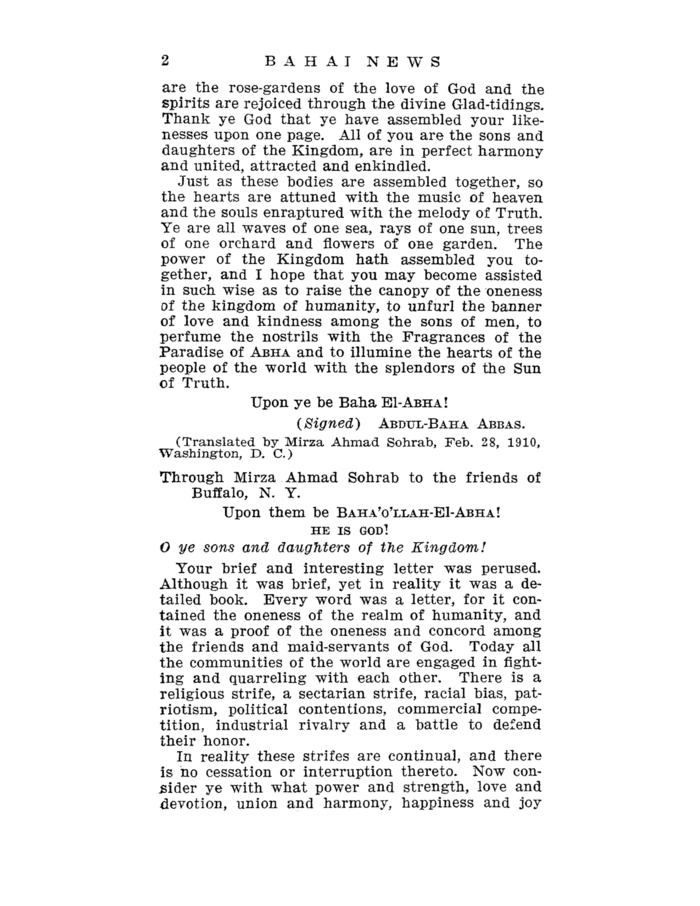 2 BAHAI NEWS
are the rose-gardens of the love of God and the
spirits are rejoiced through the divine Glad-tidings.
Thank ye God that ye have assembled your like-
nesses upon one page. All of you are the sons and
daughters of the Kingdom, are in perfect harmony
and united, attracted and enkindled.
Just as these bodies are assembled together, so
the hearts are attuned with the music of heaven
and the souls enraptured with the melody of Truth.
Ye are all waves of one sea, rays of one sun, trees
of one orchard and flowers of one garden. The
power of the Kingdom hath assembled you to-
gether, and I hope that you may become assisted
in such wise as to raise the canopy of the oneness
of the kingdom of humanity, to unfurl the banner
of love and kindness among the sons of men, to
perfume the nostrils with the Fragrances of the
Paradise of ABHA and to illumine the hearts of the
people of the world with the splendors of the Sun
of Truth.
Upon ye be Baha El-ABHA!
(Signed) ABDUL-BAHA ABBAS.
(Translated by Mirza Ahmad Sohrab, Feb. 28, 1910,
Washington, D. C.)
Through Mirza Ahmad Sohrab to the friends of
Buffalo, N. Y.
Upon them be BAHA'O'LLAH-El-ABHA!
HE IS GOD!
O ye sons and daughters of the Kingdom!
Your brief and interesting letter was perused.
Although it was brief, yet in reality it was a de-
tailed book. Every word was a letter, for it con-
tained the oneness of the realm of humanity, and
it was a proof of the oneness and concord among
the friends and maid-servants of God. Today all
the communities of the world are engaged in fight-
ing and quarreling with each other. There is a
religious strife, a sectarian strife, racial bias, pat-
riotism, political contentions, commercial compe-
tition, industrial rivalry and a battle to defend
their honor.
In reality these strifes are continual, and there
is no cessation or interruption thereto. Now con-
sider ye with what power and strength, love and
devotion, union and harmony, happiness and joy